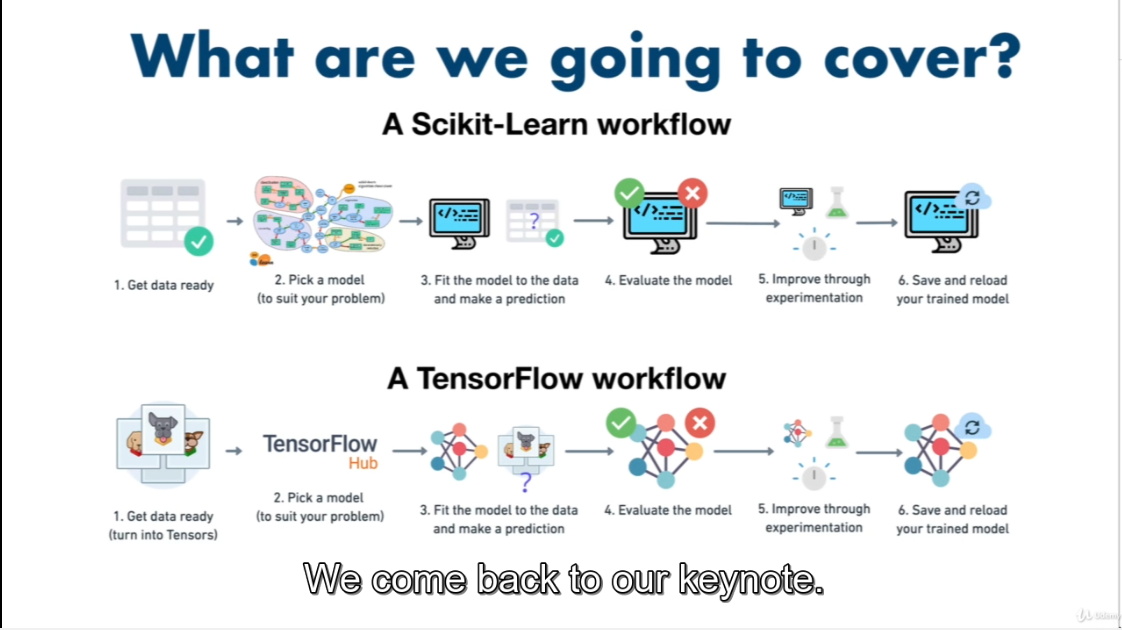 What are we going to cover?
A Scikit-Learn workflow
1. Get data ready
2. Pick a model
(to suit your problem)
3. Fit the model to the data
and make a prediction
4. Evaluate the model
5. Improve through
experimentation
6. Save and reload
your trained model
A TensorFlow workflow
1. Get data ready
(turn into Tensors)
TensorFlow
Hub
2. Pick a model
(to suit your problem)
3. Fit the model to the data
and make a prediction
4. Evaluate the model
5. Improve through
experimentation
6. Save and reload
your trained model
We come back to our keynote.
Udemy